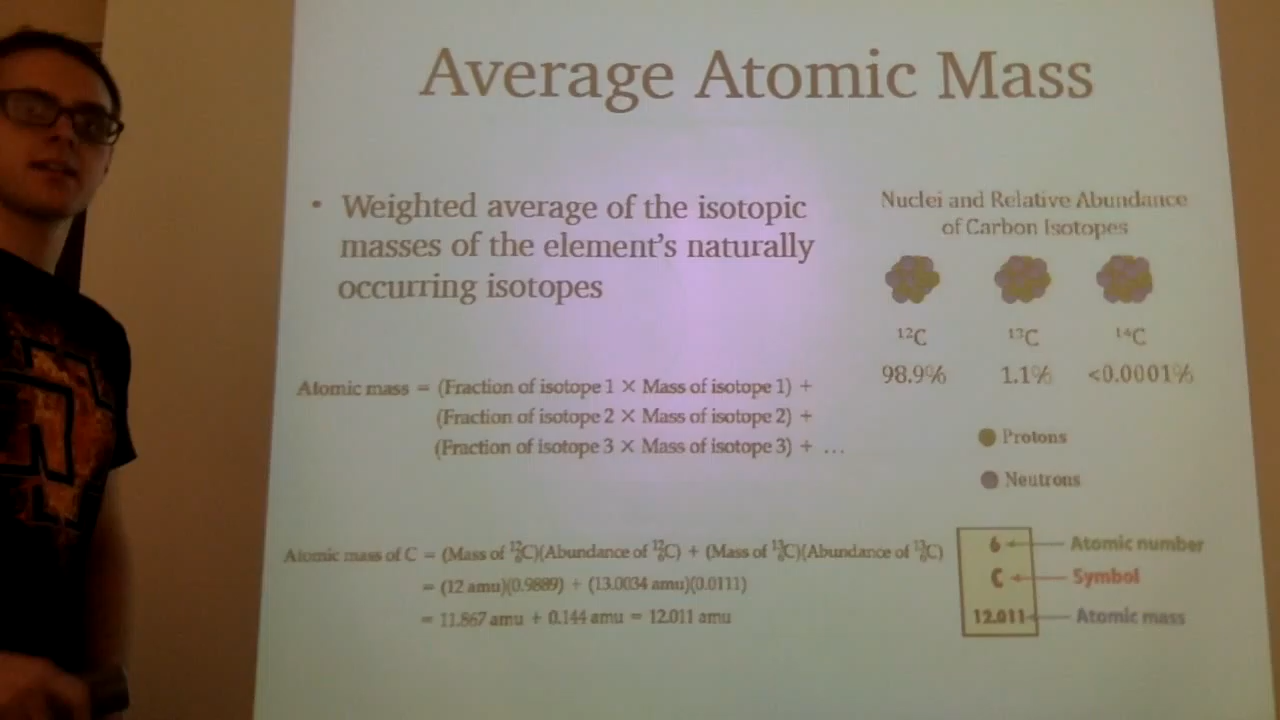 Average Atomic Mass
• Weighted average of the isotopic
masses of the element's naturally
occurring isotopes
Atomic mass = (Fraction of isotope 1 × Mass of isotope 1) +
(Fraction of isotope 2 × Mass of isotope 2) +
(Fraction of isotope 3 × Mass of isotope 3) + ...
Atomic mass of C = (Mass of ¹²₆C)(Abundance of ¹²₆C) + (Mass of ¹³₆C)(Abundance of ¹³₆C)
= (12 amu)(0.9889) + (13.0034 amu)(0.0111)
= 11.867 amu + 0.144 amu = 12.011 amu
Nuclei and Relative Abundance
of Carbon Isotopes
¹²C ¹³C ¹⁴C
98.9% 1.1% <0.0001%
Protons
Neutrons
6 Atomic number
C Symbol
12.011 Atomic mass